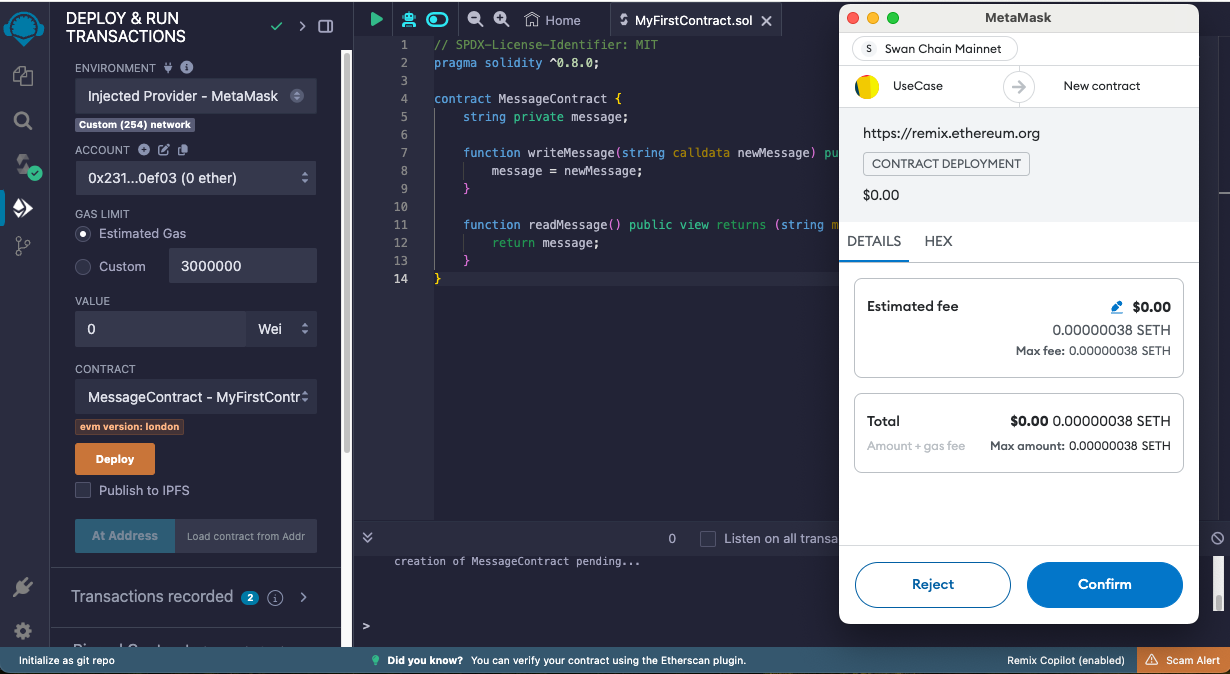 DEPLOY & RUN
TRANSACTIONS
ENVIRONMENT
Injected Provider - MetaMask
Custom (254) network
ACCOUNT
0x231...0ef03 (0 ether)
GAS LIMIT
Estimated Gas
Custom
3000000
VALUE
0
Wei
CONTRACT
MessageContract - MyFirstContr
evm version: london
Deploy
Publish to IPFS
At Address
Load contract from Addr
Transactions recorded 2 i
Home
MyFirstContract.sol
1 // SPDX-License-Identifier: MIT
2 pragma solidity ^0.8.0;
3
4 contract MessageContract {
5 string private message;
6
7 function writeMessage(string calldata newMessage) pu
8 message = newMessage;
9 }
10
11 function readMessage() public view returns (string m
12 return message;
13 }
14 }
0
Listen on all transa
creation of MessageContract pending...
>
MetaMask
S Swan Chain Mainnet
UseCase
New contract
https://remix.ethereum.org
CONTRACT DEPLOYMENT
$0.00
DETAILS HEX
Estimated fee $0.00
0.00000038 SETH
Max fee: 0.00000038 SETH
Total $0.00 0.00000038 SETH
Amount + gas fee Max amount: 0.00000038 SETH
Reject
Confirm
Initialize as git repo
Did you know? You can verify your contract using the Etherscan plugin.
Remix Copilot (enabled)
Scam Alert